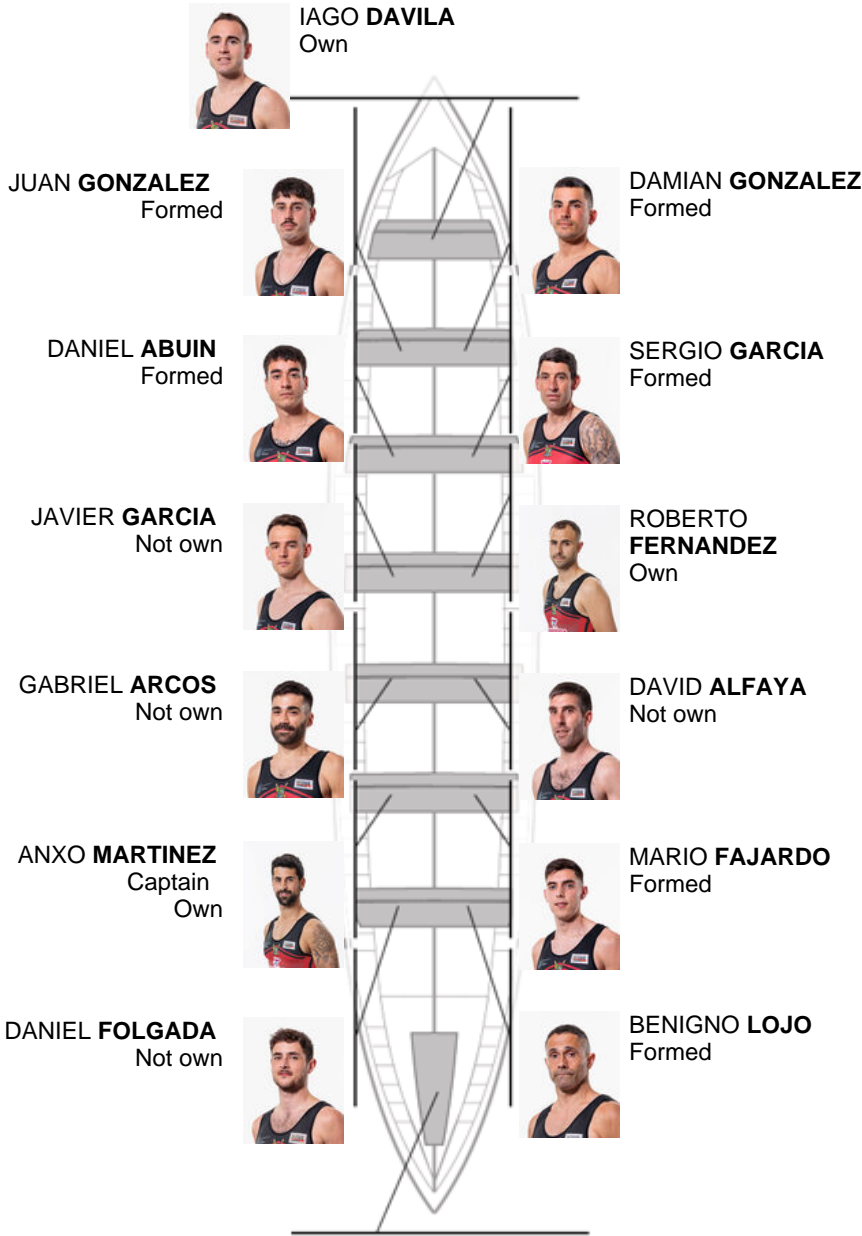 IAGO DAVILA
Own
JUAN GONZALEZ
Formed
DAMIAN GONZALEZ
Formed
DANIEL ABUIN
Formed
SERGIO GARCIA
Formed
JAVIER GARCIA
Not own
ROBERTO
FERNANDEZ
Own
GABRIEL ARCOS
Not own
DAVID ALFAYA
Not own
ANXO MARTINEZ
Captain
Own
MARIO FAJARDO
Formed
DANIEL FOLGADA
Not own
BENIGNO LOJO
Formed